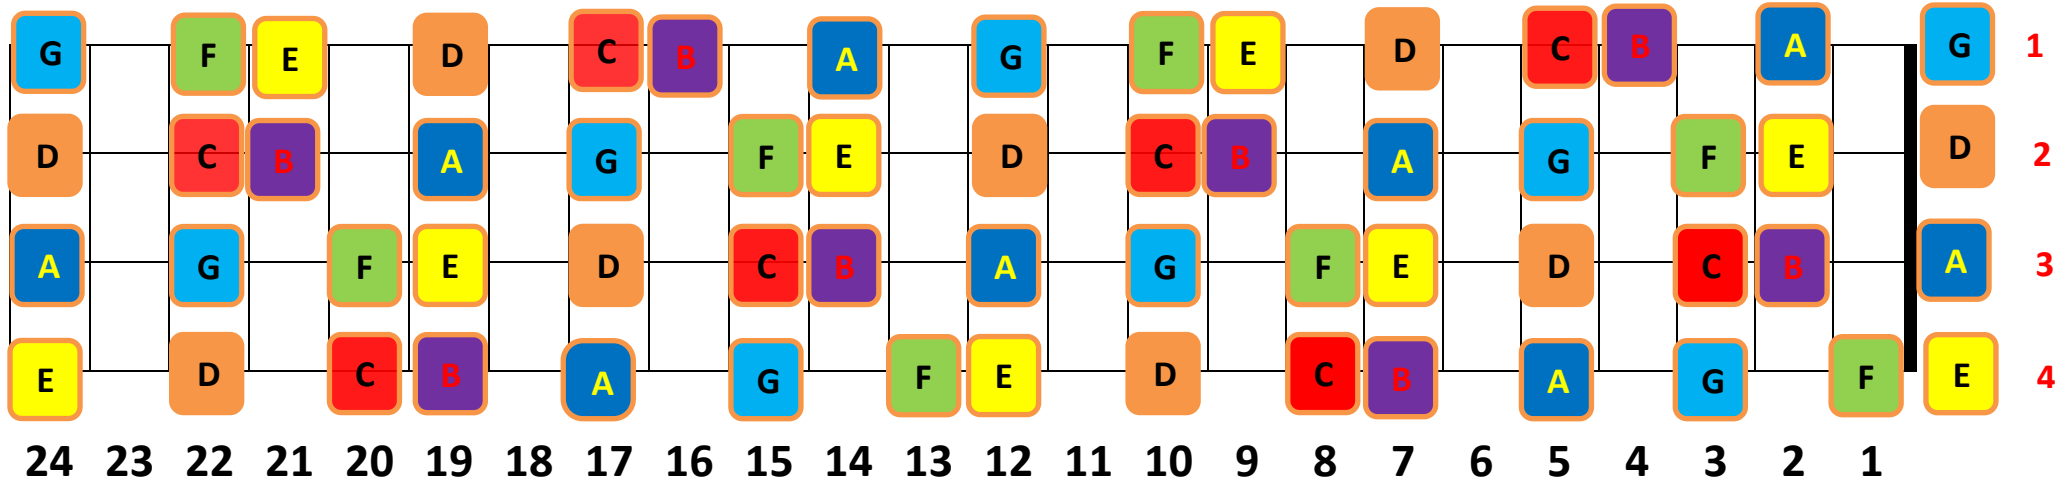 G F E D C B A G F E D C B A G 1
D C B A G F E D C B A G F E D 2
A G F E D C B A G F E D C B A 3
E D C B A G F E D C B A G F E 4
24 23 22 21 20 19 18 17 16 15 14 13 12 11 10 9 8 7 6 5 4 3 2 1